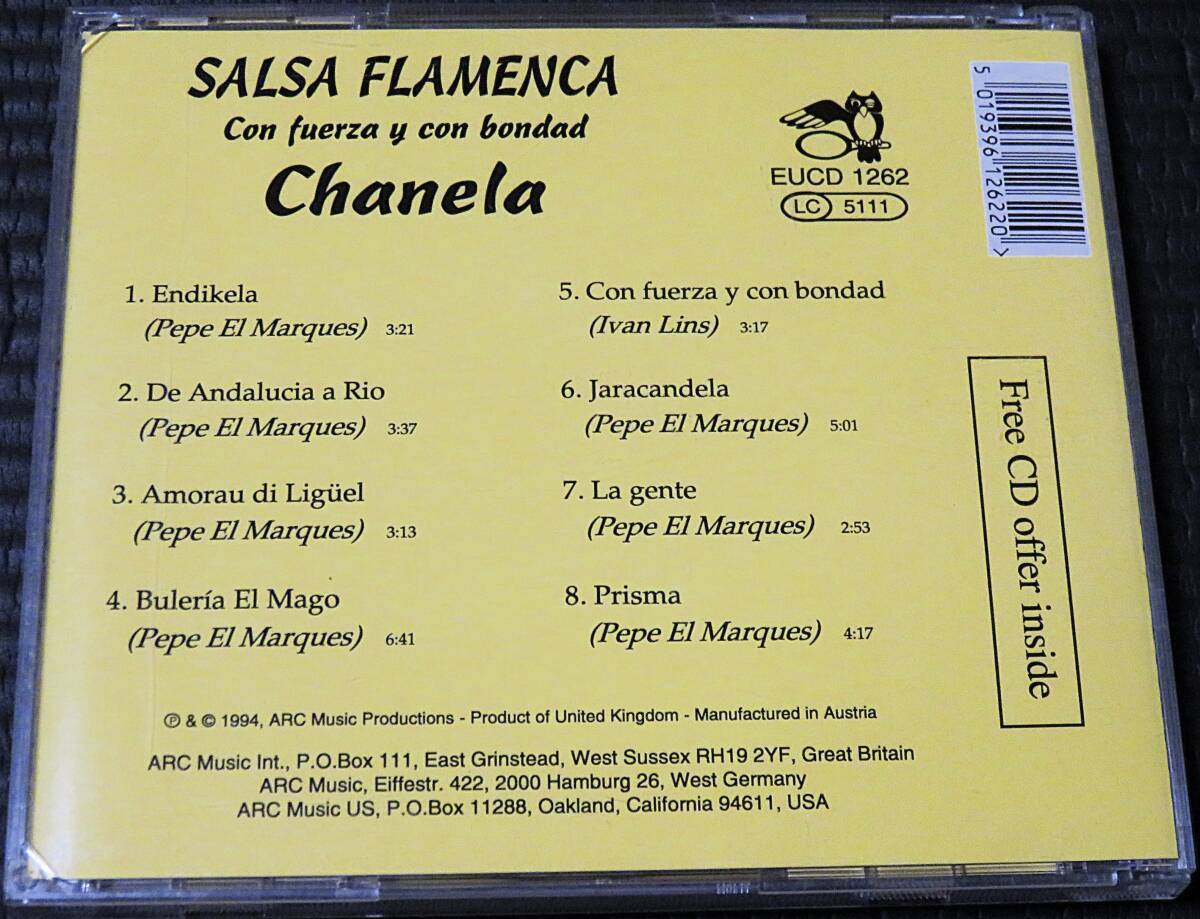 SALSA FLAMENCA
Con fuerza y con bondad
Chanela
EUCD 1262
LC 5111
5 019396 126220 >
1. Endikela
(Pepe El Marques) 3:21
2. De Andalucia a Rio
(Pepe El Marques) 3:37
3. Amorau di Ligüel
(Pepe El Marques) 3:13
4. Bulería El Mago
(Pepe El Marques) 6:41
5. Con fuerza y con bondad
(Ivan Lins) 3:17
6. Jaracandela
(Pepe El Marques) 5:01
7. La gente
(Pepe El Marques) 2:53
8. Prisma
(Pepe El Marques) 4:17
Free CD offer inside
℗ & © 1994, ARC Music Productions - Product of United Kingdom - Manufactured in Austria
ARC Music Int., P.O.Box 111, East Grinstead, West Sussex RH19 2YF, Great Britain
ARC Music, Eiffestr. 422, 2000 Hamburg 26, West Germany
ARC Music US, P.O.Box 11288, Oakland, California 94611, USA